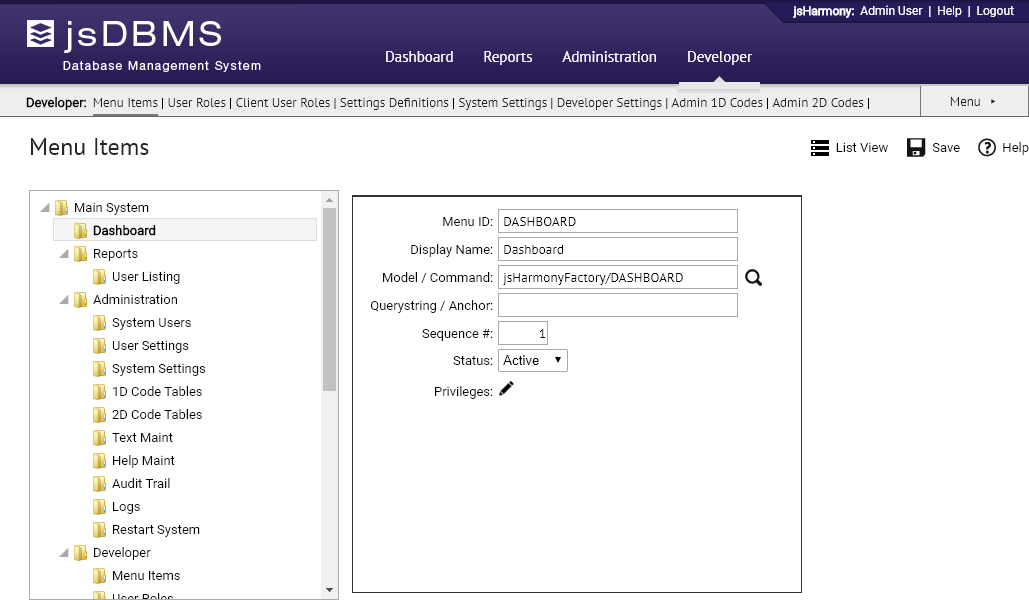 jsHarmony: Admin User | Help | Logout
jsDBMS
Database Management System
Dashboard Reports Administration Developer
Developer: Menu Items | User Roles | Client User Roles | Settings Definitions | System Settings | Developer Settings | Admin 1D Codes | Admin 2D Codes |
Menu
Menu Items
List View Save Help
Main System
Dashboard
Reports
User Listing
Administration
System Users
User Settings
System Settings
1D Code Tables
2D Code Tables
Text Maint
Help Maint
Audit Trail
Logs
Restart System
Developer
Menu Items
User Roles
Menu ID: DASHBOARD
Display Name: Dashboard
Model / Command: jsHarmonyFactory/DASHBOARD
Querystring / Anchor:
Sequence #: 1
Status: Active
Privileges: